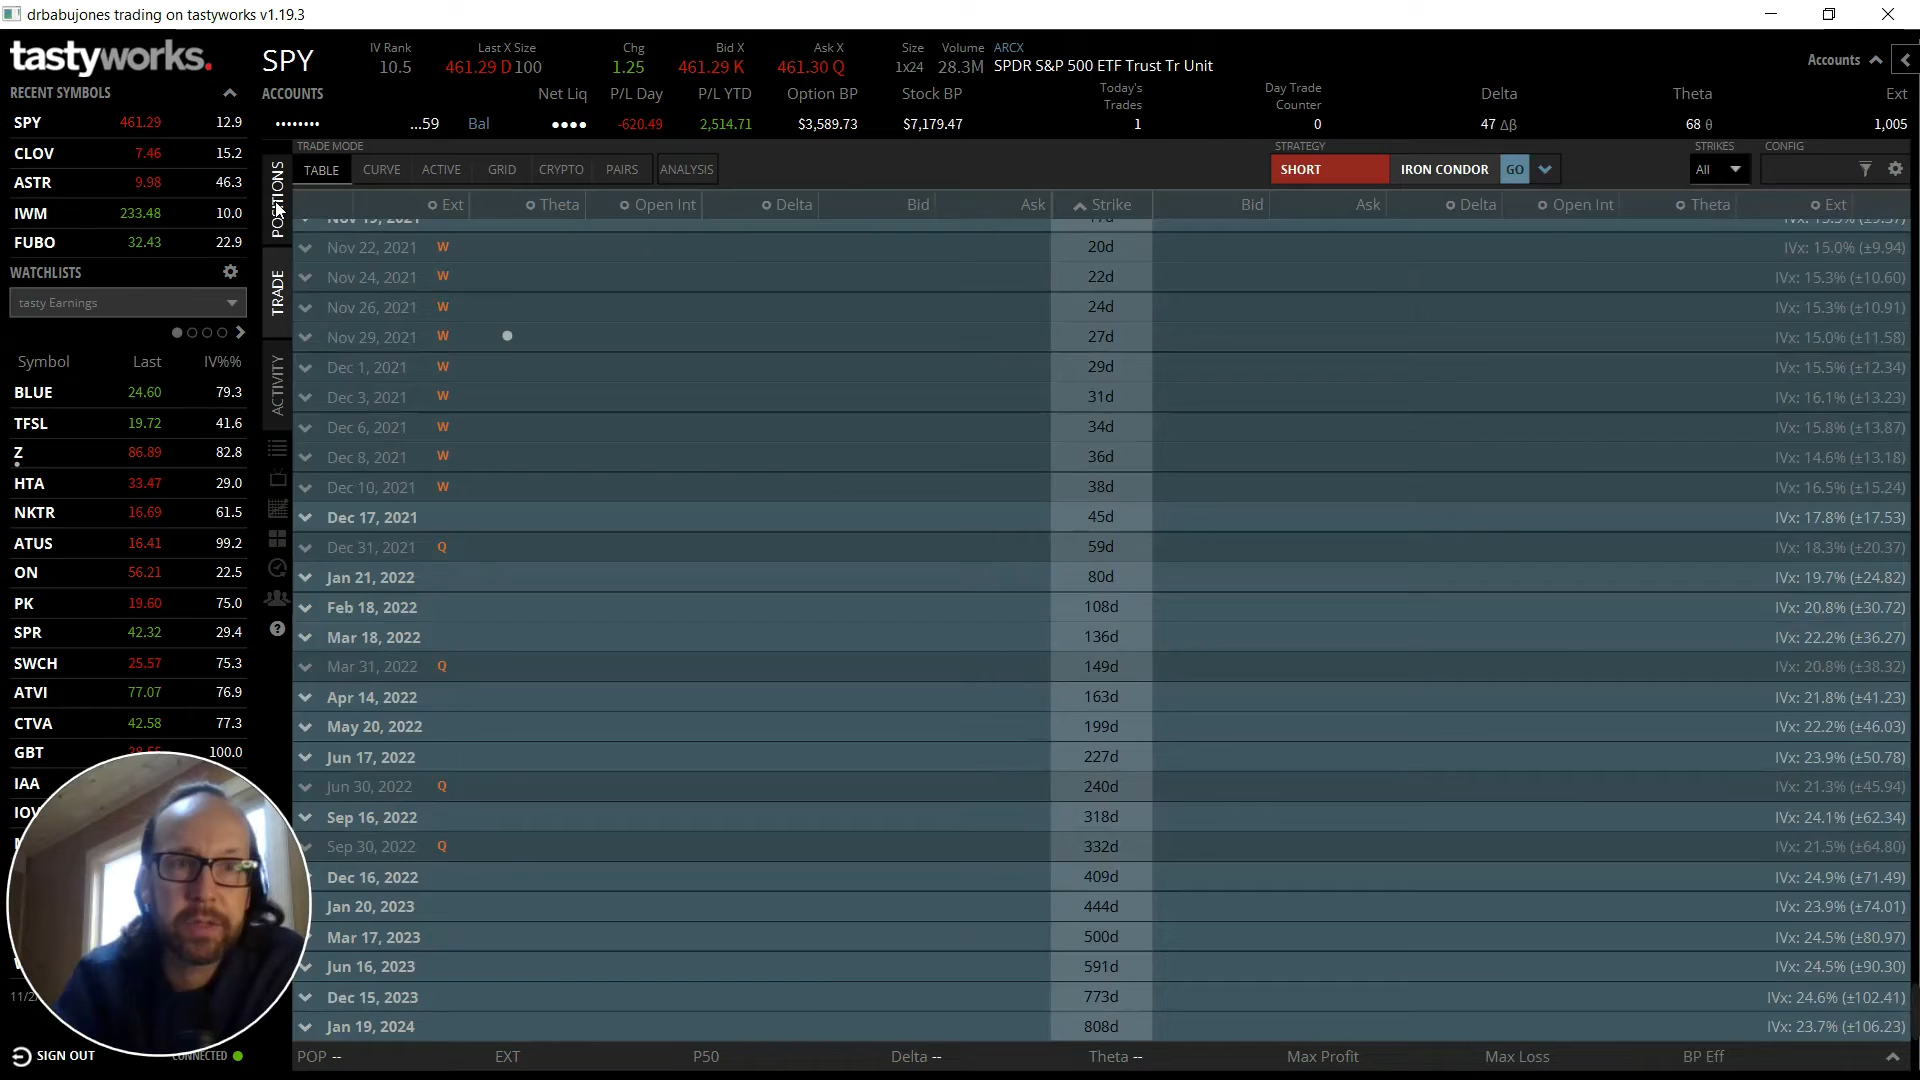 drbabujones trading on tastyworks v1.19.3
tastyworks.
SPY IV Rank 10.5 Last X Size 461.29 D 100 Chg 1.25 Bid X 461.29 K Ask X 461.30 Q Size 1x24 Volume 28.3M ARCX SPDR S&P 500 ETF Trust Tr Unit
Accounts
ACCOUNTS Net Liq P/L Day P/L YTD Option BP Stock BP Today's Trades Day Trade Counter Delta Theta Ext
•••••••• ...59 Bal •••• -620.49 2,514.71 $3,589.73 $7,179.47 1 0 47 Δβ 68 θ 1,005
RECENT SYMBOLS
SPY 461.29 12.9
CLOV 7.46 15.2
ASTR 9.98 46.3
IWM 233.48 10.0
FUBO 32.43 22.9
WATCHLISTS
tasty Earnings
Symbol Last IV%%
BLUE 24.60 79.3
TFSL 19.72 41.6
Z 86.89 82.8
HTA 33.47 29.0
NKTR 16.69 61.5
ATUS 16.41 99.2
ON 56.21 22.5
PK 19.60 75.0
SPR 42.32 29.4
SWCH 25.57 75.3
ATVI 77.07 76.9
CTVA 42.58 77.3
GBT 100.0
IAA
SIGN OUT
CONNECTED
POSITIONS
TRADE
ACTIVITY
TRADE MODE
TABLE CURVE ACTIVE GRID CRYPTO PAIRS ANALYSIS
STRATEGY
SHORT IRON CONDOR GO
STRIKES
All
CONFIG
Ext Theta Open Int Delta Bid Ask Strike Bid Ask Delta Open Int Theta Ext
Nov 22, 2021 W 20d IVx: 15.0% (±9.94)
Nov 24, 2021 W 22d IVx: 15.3% (±10.60)
Nov 26, 2021 W 24d IVx: 15.3% (±10.91)
Nov 29, 2021 W 27d IVx: 15.0% (±11.58)
Dec 1, 2021 W 29d IVx: 15.5% (±12.34)
Dec 3, 2021 W 31d IVx: 16.1% (±13.23)
Dec 6, 2021 W 34d IVx: 15.8% (±13.87)
Dec 8, 2021 W 36d IVx: 14.6% (±13.18)
Dec 10, 2021 W 38d IVx: 16.5% (±15.24)
Dec 17, 2021 45d IVx: 17.8% (±17.53)
Dec 31, 2021 Q 59d IVx: 18.3% (±20.37)
Jan 21, 2022 80d IVx: 19.7% (±24.82)
Feb 18, 2022 108d IVx: 20.8% (±30.72)
Mar 18, 2022 136d IVx: 22.2% (±36.27)
Mar 31, 2022 Q 149d IVx: 20.8% (±38.32)
Apr 14, 2022 163d IVx: 21.8% (±41.23)
May 20, 2022 199d IVx: 22.2% (±46.03)
Jun 17, 2022 227d IVx: 23.9% (±50.78)
Jun 30, 2022 Q 240d IVx: 21.3% (±45.94)
Sep 16, 2022 318d IVx: 24.1% (±62.34)
Sep 30, 2022 Q 332d IVx: 21.5% (±64.80)
Dec 16, 2022 409d IVx: 24.9% (±71.49)
Jan 20, 2023 444d IVx: 23.9% (±74.01)
Mar 17, 2023 500d IVx: 24.5% (±80.97)
Jun 16, 2023 591d IVx: 24.5% (±90.30)
Dec 15, 2023 773d IVx: 24.6% (±102.41)
Jan 19, 2024 808d IVx: 23.7% (±106.23)
POP -- EXT P50 Delta -- Theta -- Max Profit Max Loss BP Eff